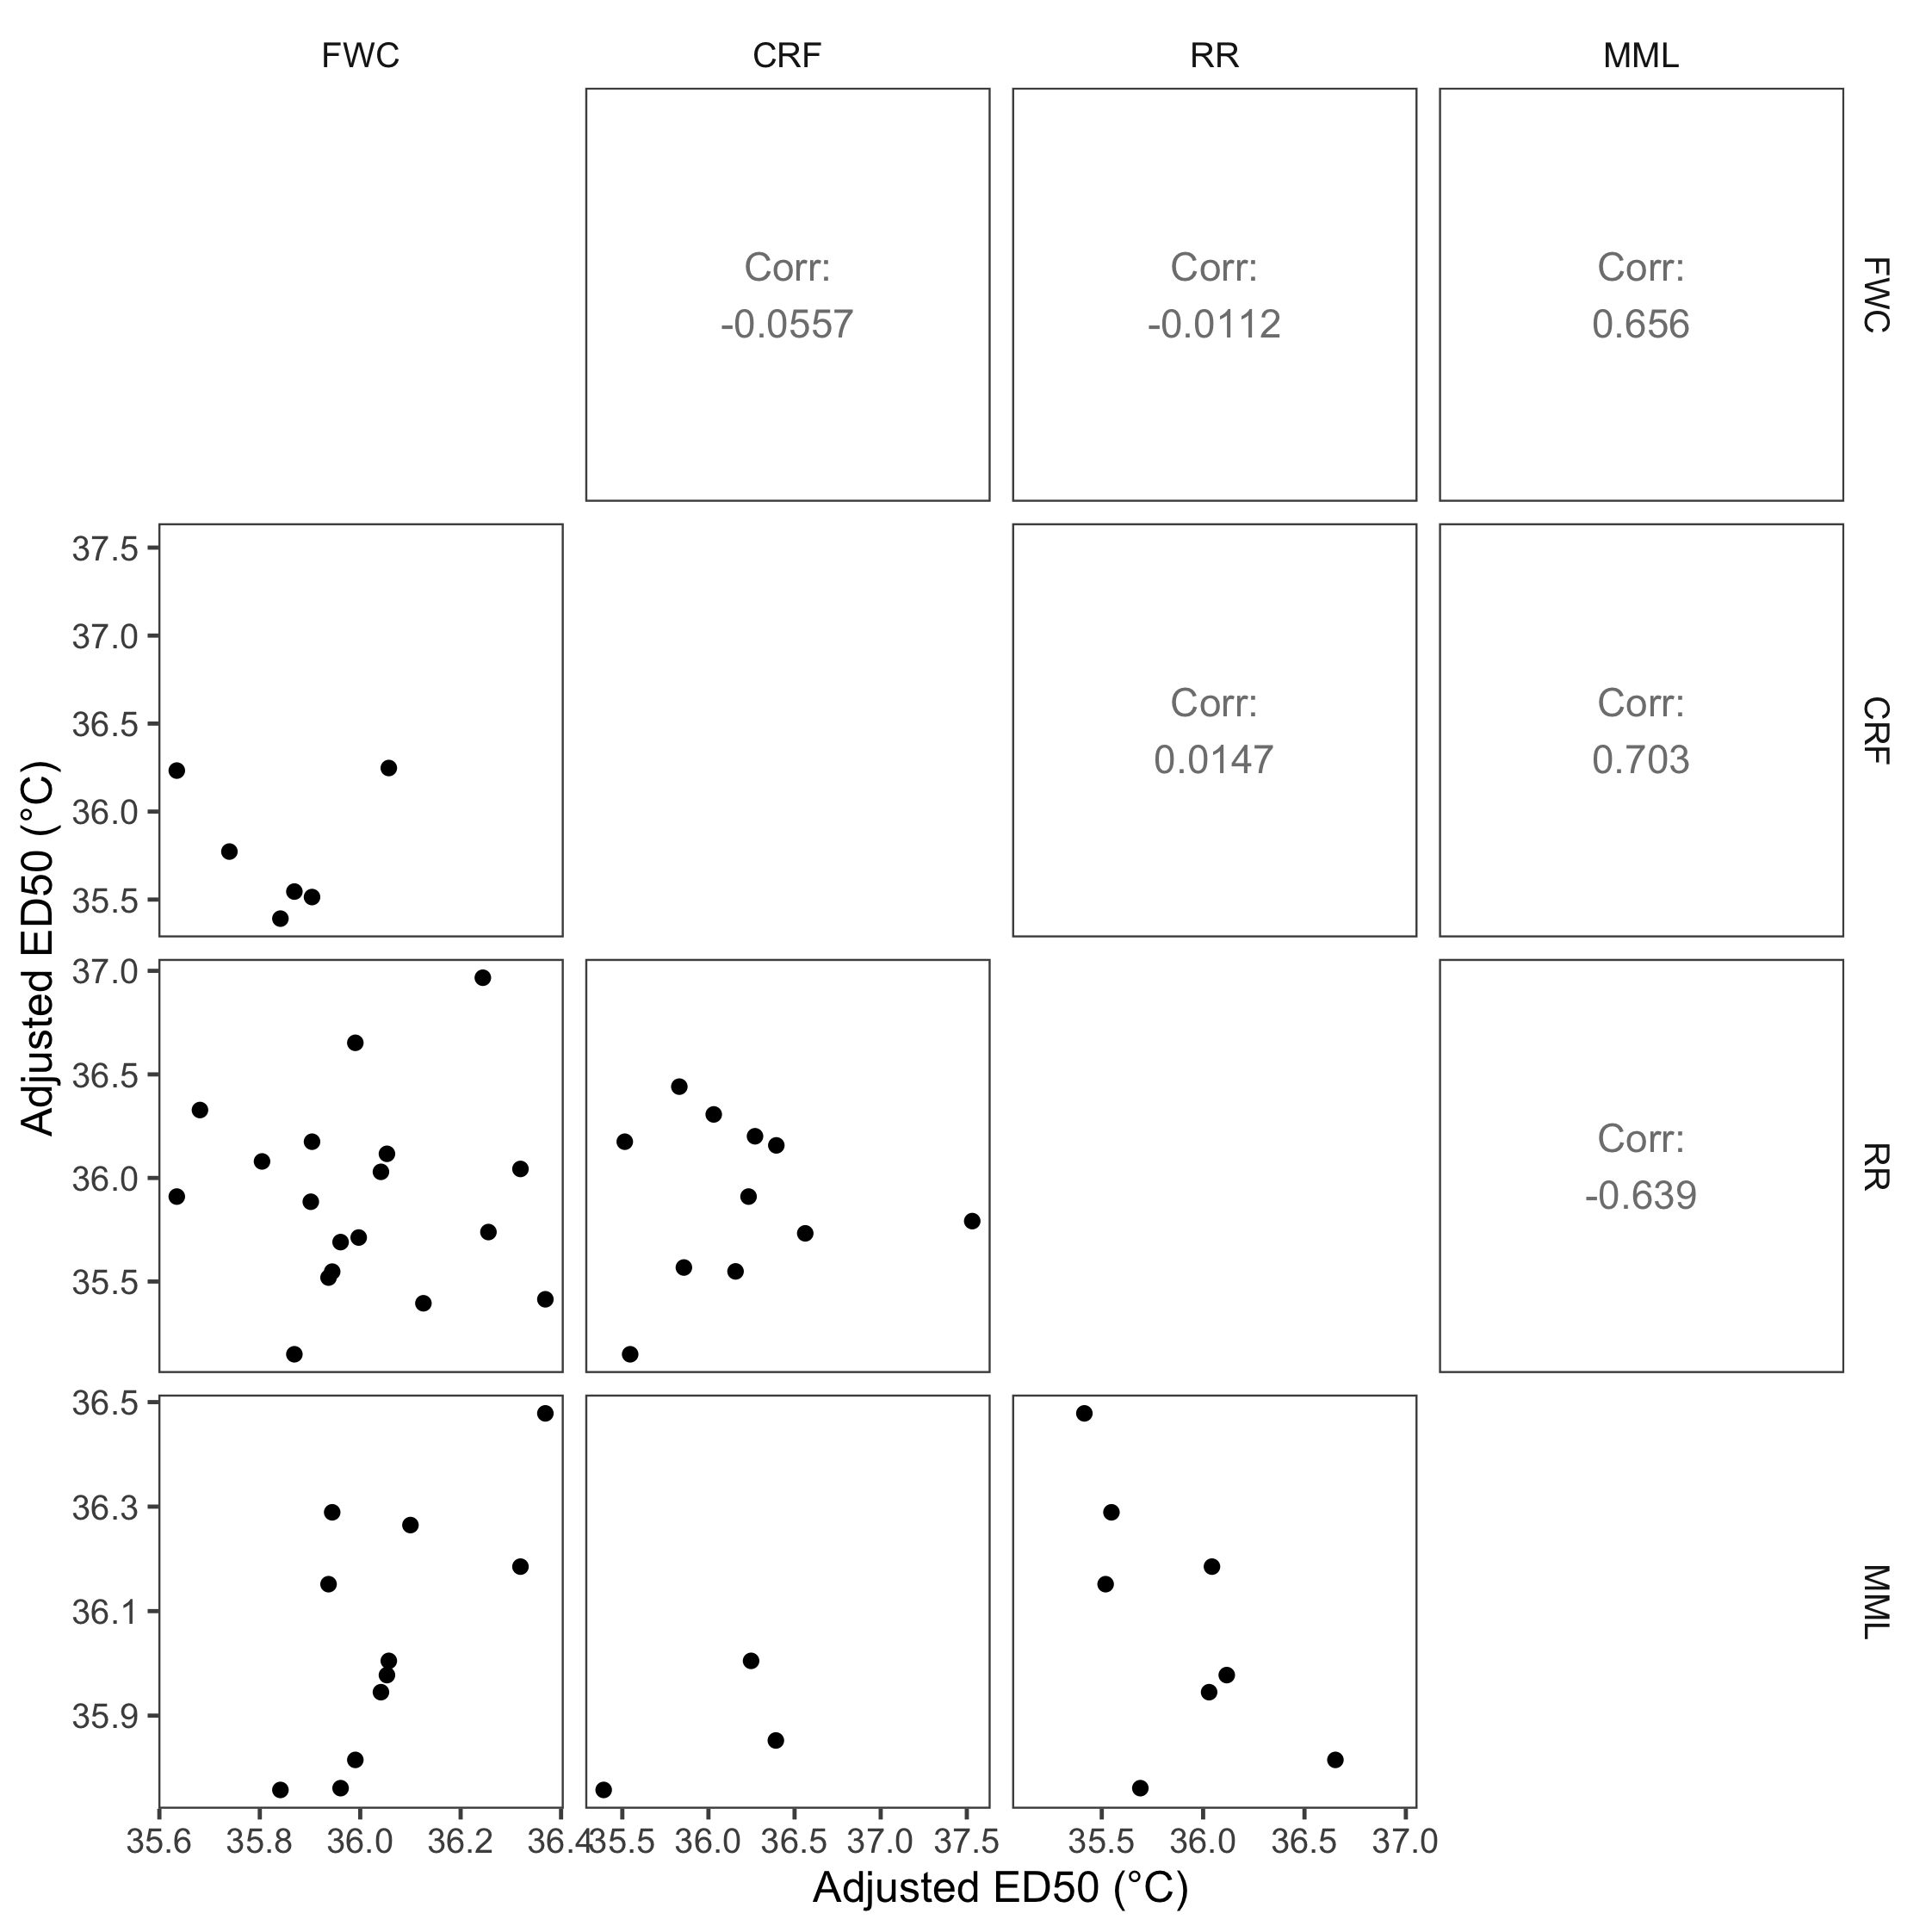 FWC CRF RR MML
Corr: Corr: Corr:
-0.0557 -0.0112 0.656
FWC
37.5
37.0
36.5
36.0
35.5
Corr: Corr:
0.0147 0.703
CRF
Adjusted ED50 (°C)
37.0
36.5
36.0
35.5
Corr:
-0.639
RR
36.5
36.3
36.1
35.9
MML
35.6 35.8 36.0 36.2 36.4 35.5 36.0 36.5 37.0 37.5 35.5 36.0 36.5 37.0
Adjusted ED50 (°C)